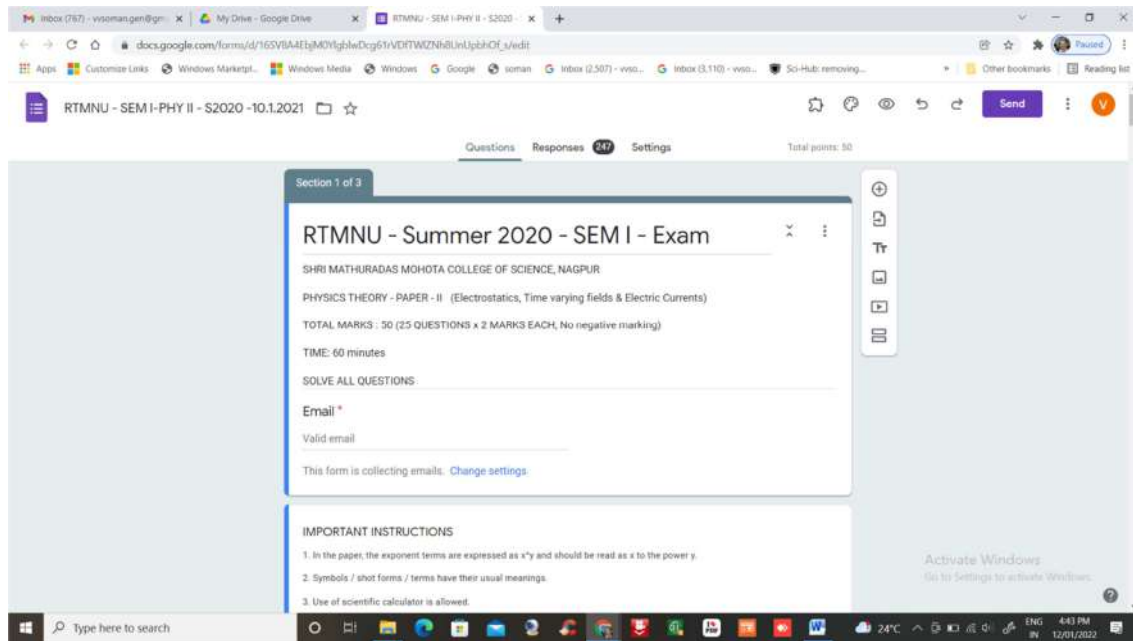 Inbox (767) - vvsoman.gen@gm
My Drive - Google Drive
RTMNU - SEM I-PHY II - S2020 -
docs.google.com/forms/d/
/edit
Paused
Apps
Customize Links
Windows Marketpl...
Windows Media
Windows
Google
soman
Inbox (2,507) - vvso...
Inbox (3,110) - vvso...
Sci-Hub: removing...
»
Other bookmarks
Reading list
RTMNU - SEM I-PHY II - S2020 -10.1.2021
Send
V
Questions
Responses 247
Settings
Total points: 50
Section 1 of 3
RTMNU - Summer 2020 - SEM I - Exam
SHRI MATHURADAS MOHOTA COLLEGE OF SCIENCE, NAGPUR
PHYSICS THEORY - PAPER - II (Electrostatics, Time varying fields & Electric Currents)
TOTAL MARKS : 50 (25 QUESTIONS x 2 MARKS EACH, No negative marking)
TIME: 60 minutes
SOLVE ALL QUESTIONS
Email *
Valid email
This form is collecting emails. Change settings
IMPORTANT INSTRUCTIONS
1. In the paper, the exponent terms are expressed as x^y and should be read as x to the power y.
2. Symbols / shot forms / terms have their usual meanings.
3. Use of scientific calculator is allowed.
Activate Windows
Go to Settings to activate Windows.
Type here to search
24°C
ENG
IN
4:43 PM
12/01/2022